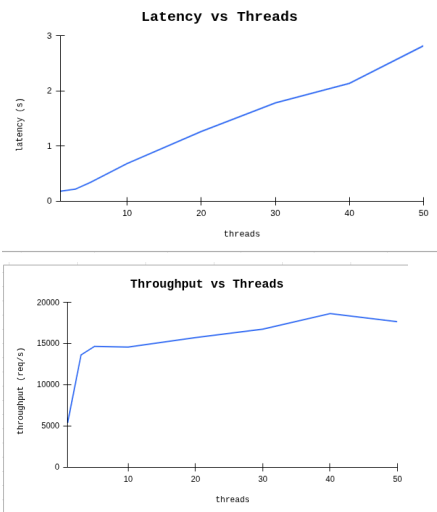 Latency vs Threads
3
2
1
0
latency (s)
10 20 30 40 50
threads
Throughput vs Threads
20000
15000
10000
5000
0
throughput (req/s)
10 20 30 40 50
threads